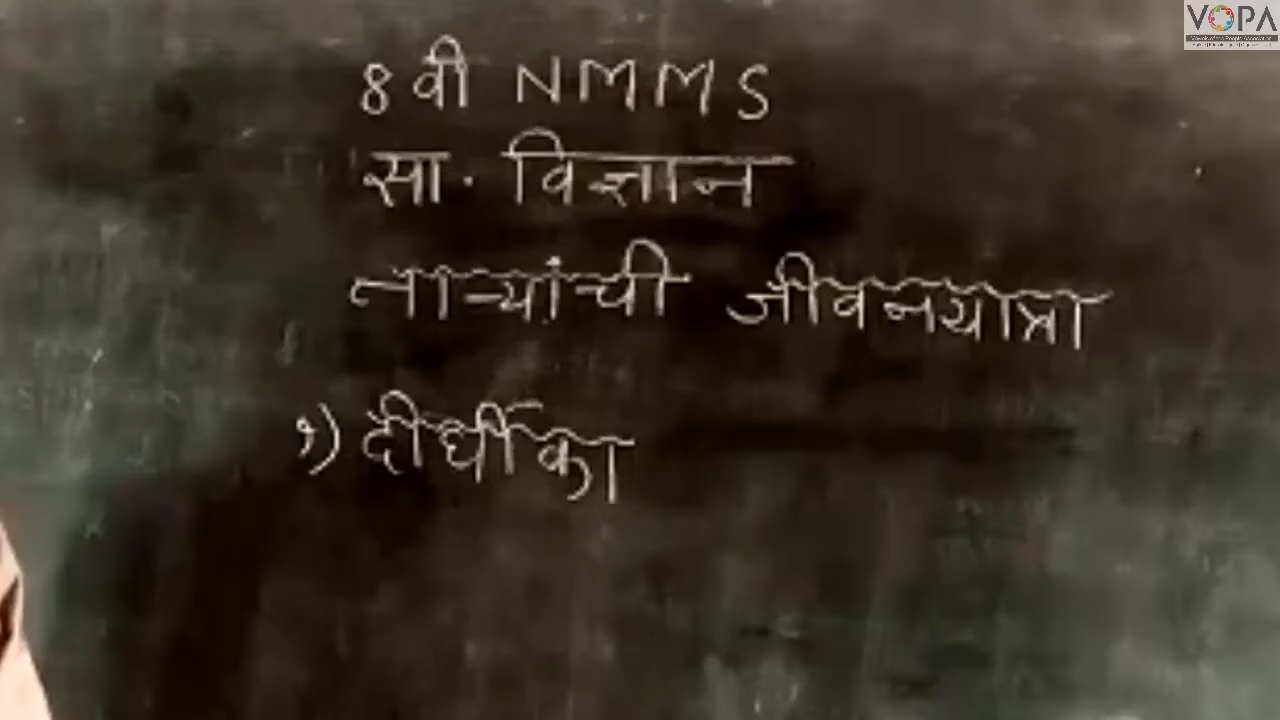 VOPA
8 वी NMMS
सा. विज्ञान
ताऱ्यांची जीवनयात्रा
१) दीर्घीका